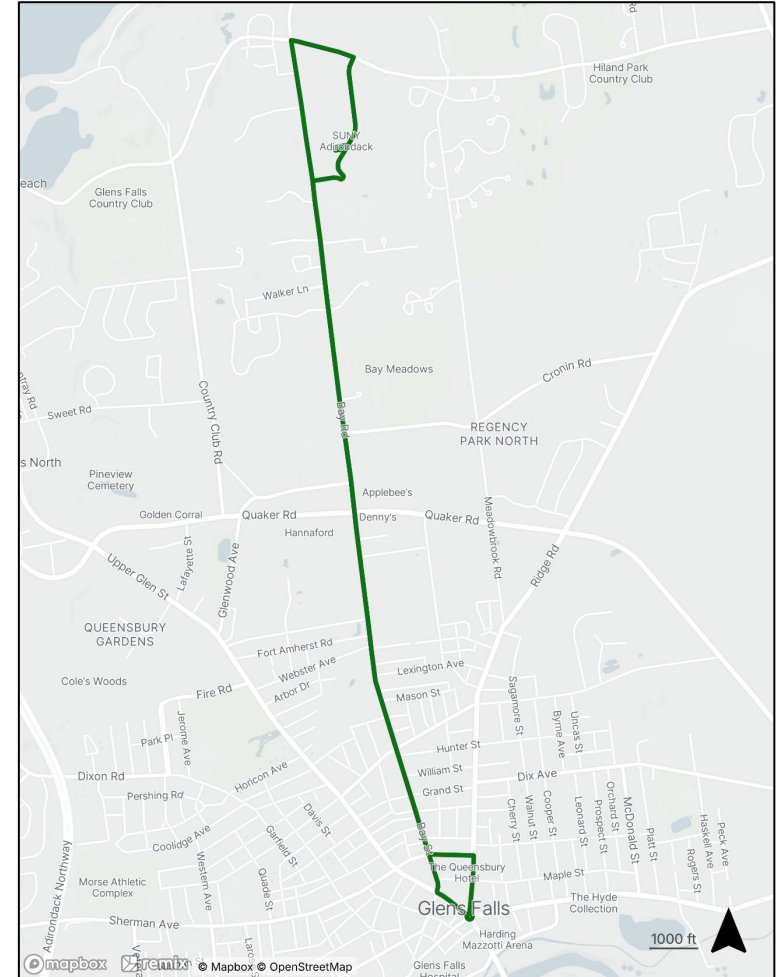 Rd
Hiland Park
Country Club
SUNY
Adirondack
each
Glens Falls
Country Club
Walker Ln
Bay Meadows
Cronin Rd
Sweet Rd
Country Club Rd
Bay Rd
REGENCY
PARK NORTH
s North
Pineview
Cemetery
Applebee's
Golden Corral
Quaker Rd
Denny's
Quaker Rd
Hannaford
Meadowbrook Rd
Lafayette St
Upper Glen St
Glenwood Ave
Ridge Rd
QUEENSBURY
GARDENS
Fort Amherst Rd
Webster Ave
Lexington Ave
Cole's Woods
Arbor Dr
Fire Rd
Mason St
Sagamore St
Jerome Ave
Byrne Ave
Uncas St
Park Pl
Hunter St
William St
Dixon Rd
Horicon Ave
Dix Ave
Grand St
Pershing Rd
Cherry St
Walnut St
Cooper St
Leonard St
Prospect St
Orchard St
McDonald St
Platt St
Haskell Ave
Peck Ave
Rogers St
Davis St
Garfield St
Coolidge Ave
Bay St
Western Ave
Quade St
The Queensbury
Hotel
Maple St
Morse Athletic
Complex
The Hyde
Collection
Glens Falls
Adirondack Northway
Sherman Ave
Harding
Mazzotti Arena
1000 ft
Glens Falls
Hospital
mapbox
remix
© Mapbox © OpenStreetMap